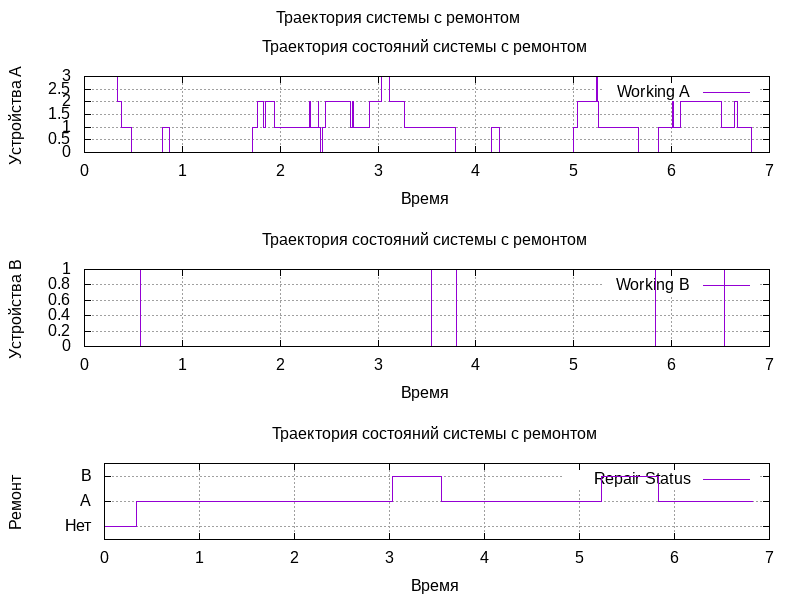 Траектория системы с ремонтом
Траектория состояний системы с ремонтом
Устройства A
3
2.5
2
1.5
1
0.5
0
Working A
0 1 2 3 4 5 6 7
Время
Траектория состояний системы с ремонтом
Устройства B
1
0.8
0.6
0.4
0.2
0
Working B
0 1 2 3 4 5 6 7
Время
Траектория состояний системы с ремонтом
Ремонт
B
A
Нет
Repair Status
0 1 2 3 4 5 6 7
Время